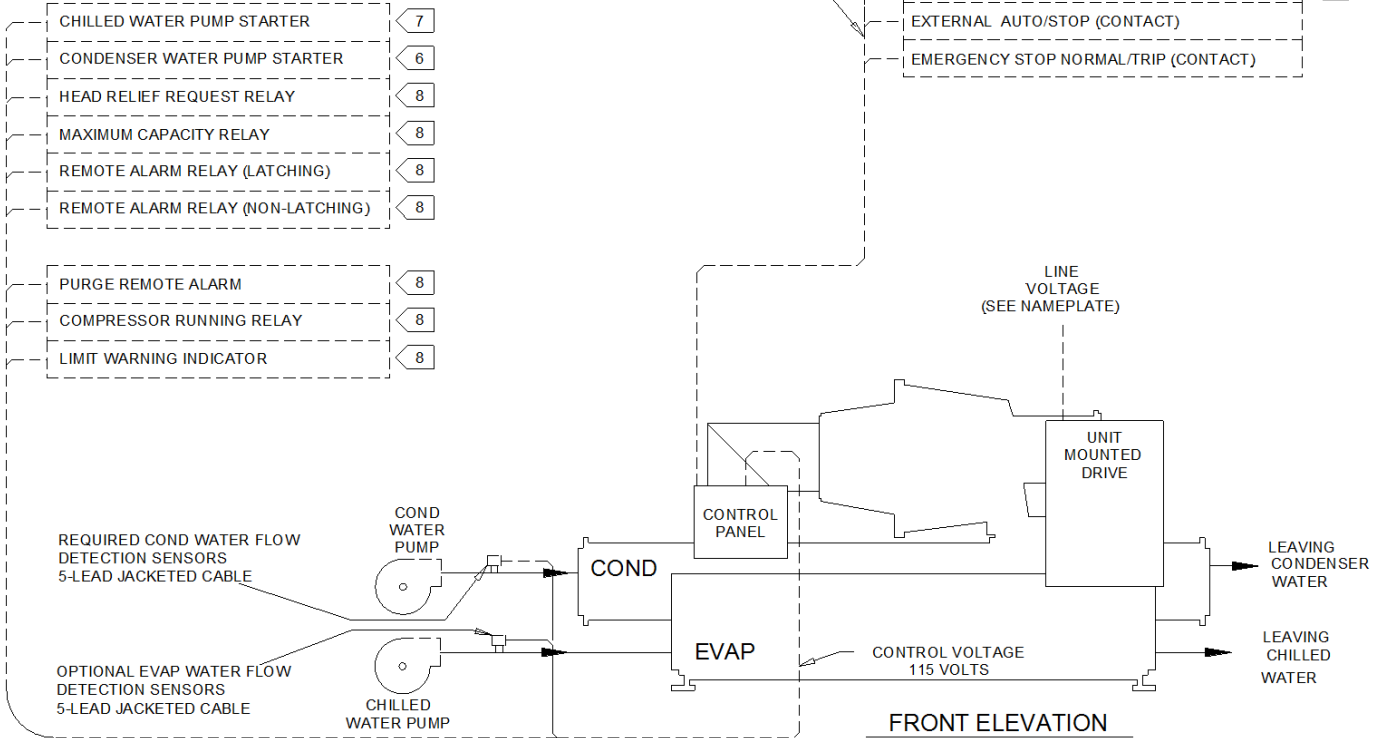 CHILLED WATER PUMP STARTER 7
CONDENSER WATER PUMP STARTER 6
HEAD RELIEF REQUEST RELAY 8
MAXIMUM CAPACITY RELAY 8
REMOTE ALARM RELAY (LATCHING) 8
REMOTE ALARM RELAY (NON-LATCHING) 8
PURGE REMOTE ALARM 8
COMPRESSOR RUNNING RELAY 8
LIMIT WARNING INDICATOR 8
EXTERNAL AUTO/STOP (CONTACT)
EMERGENCY STOP NORMAL/TRIP (CONTACT)
LINE
VOLTAGE
(SEE NAMEPLATE)
UNIT
MOUNTED
DRIVE
CONTROL
PANEL
COND
WATER
PUMP
REQUIRED COND WATER FLOW
DETECTION SENSORS
5-LEAD JACKETED CABLE
COND
LEAVING
CONDENSER
WATER
OPTIONAL EVAP WATER FLOW
DETECTION SENSORS
5-LEAD JACKETED CABLE
CHILLED
WATER PUMP
EVAP
CONTROL VOLTAGE
115 VOLTS
LEAVING
CHILLED
WATER
FRONT ELEVATION